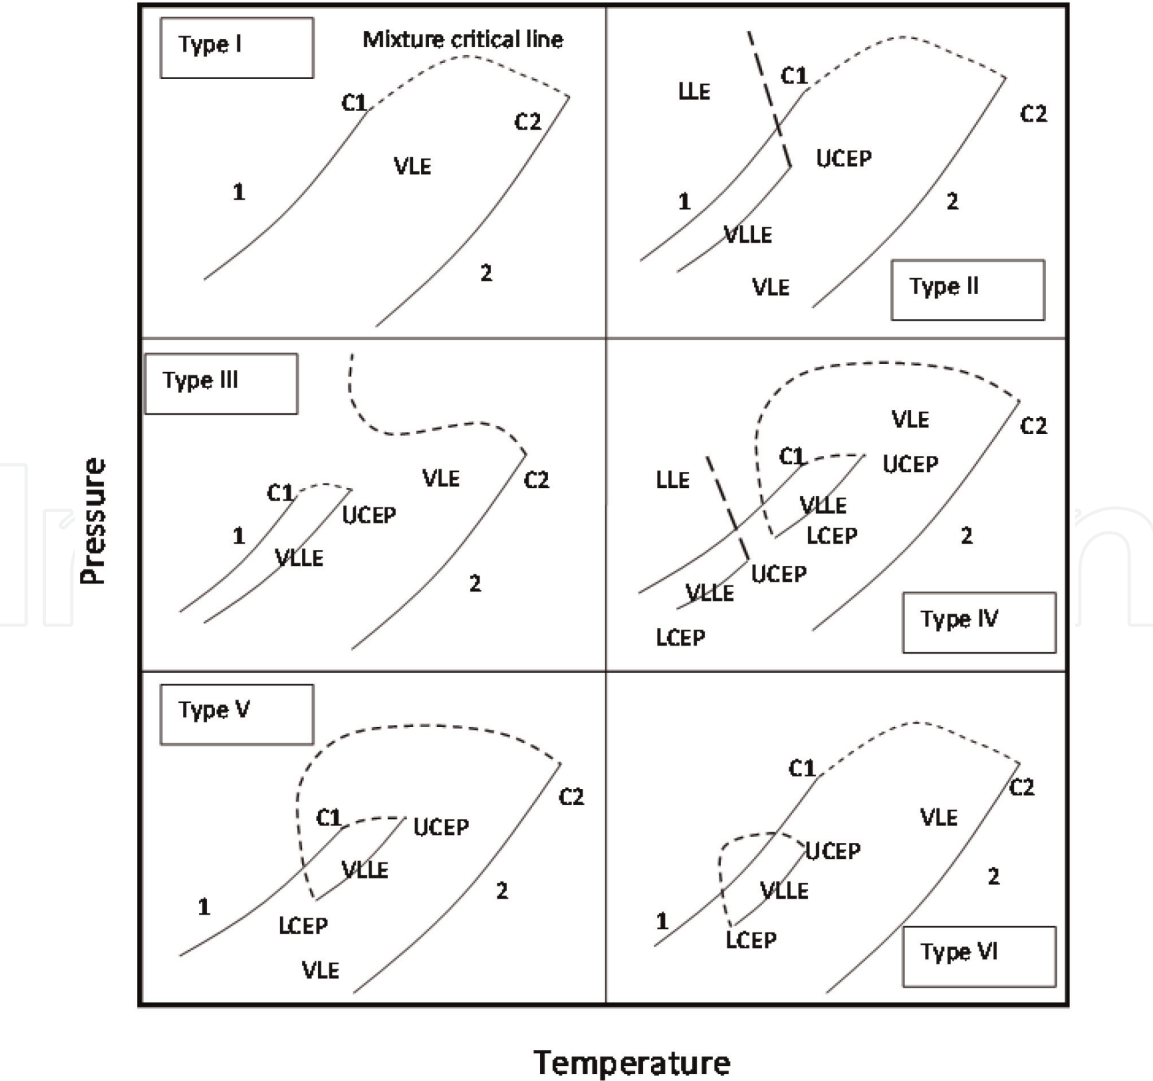 Type I
Mixture critical line
C1
C2
VLE
1
2
LLE
C1
C2
UCEP
1
2
VLLE
VLE
Type II
Type III
VLE
C1
C2
UCEP
1
VLLE
2
VLE
C2
C1
UCEP
LLE
VLLE
LCEP
2
UCEP
VLLE
Type IV
LCEP
Type V
C2
C1
UCEP
VLLE
2
1
LCEP
VLE
C1
C2
VLE
UCEP
2
VLLE
1
LCEP
Type VI
Pressure
Temperature